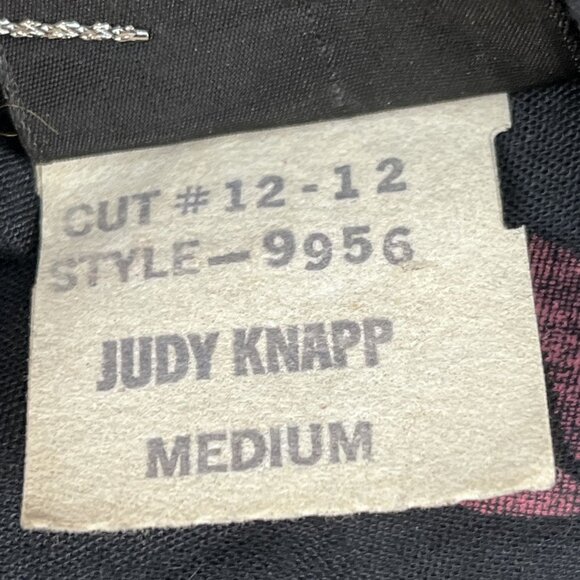 CUT # 12-12
STYLE-9956
JUDY KNAPP
MEDIUM